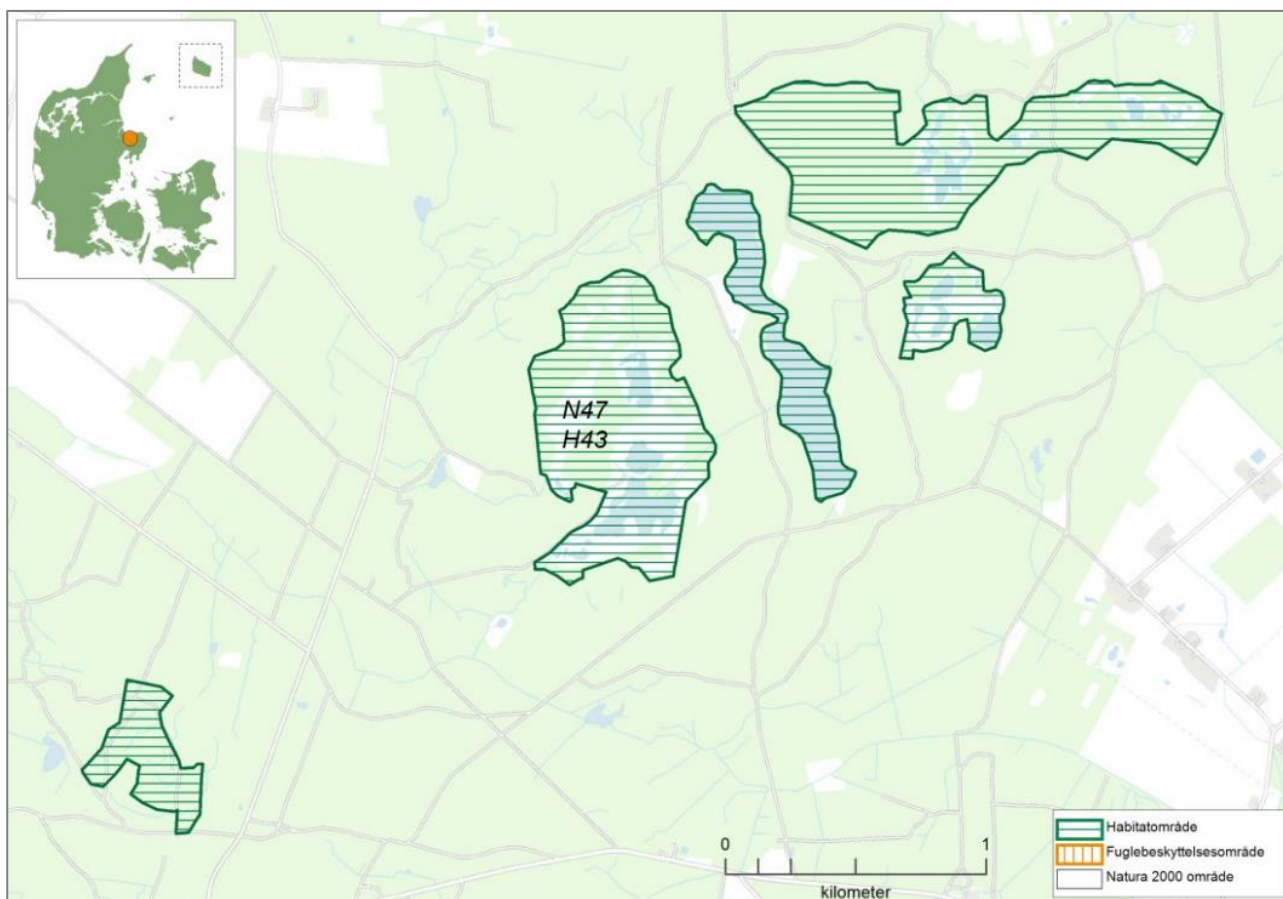 N47
H43
0 1
kilometer
Habitatområde
Fuglebeskyttelsesområde
Natura 2000 område